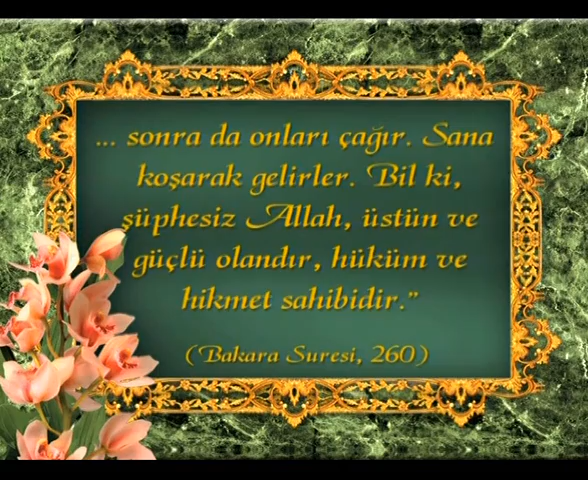 ... sonra da onları çağır. Sana
koşarak gelirler. Bil ki,
şüphesiz Allah, üstün ve
güçlü olandır, hüküm ve
hikmet sahibidir.”
(Bakara Suresi, 260)